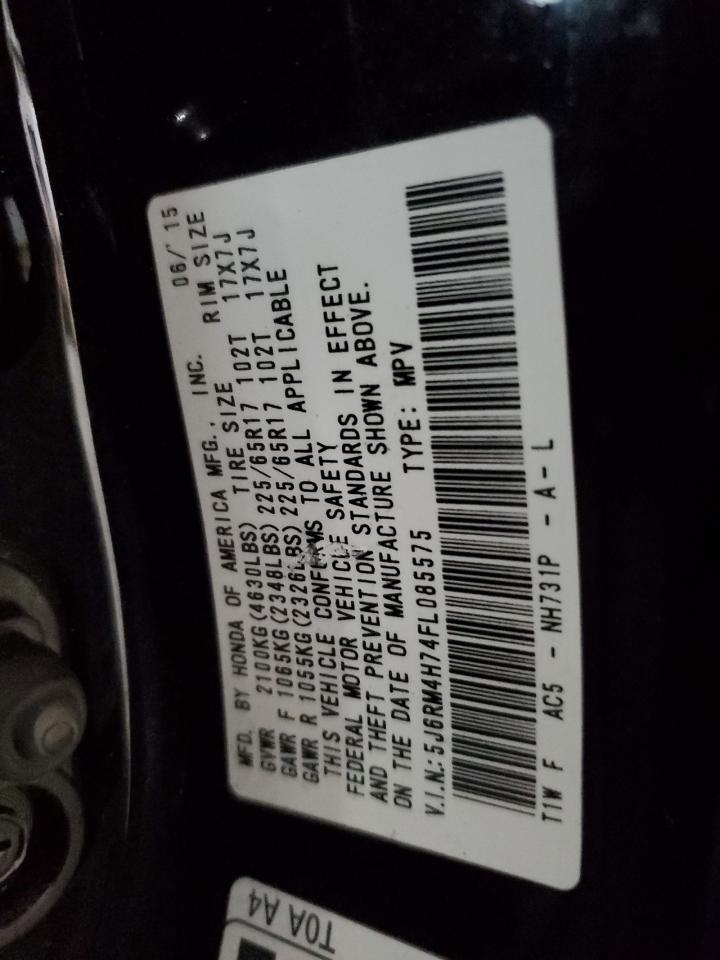 MFD. BY HONDA OF AMERICA MFG., INC. 06/'15
GVWR 2100KG(4630LBS) TIRE SIZE RIM SIZE
GAWR F 1065KG(2348LBS) 225/65R17 102T 17X7J
GAWR R 1055KG(2326LBS) 225/65R17 102T 17X7J
THIS VEHICLE CONFORMS TO ALL APPLICABLE
FEDERAL MOTOR VEHICLE SAFETY
AND THEFT PREVENTION STANDARDS IN EFFECT
ON THE DATE OF MANUFACTURE SHOWN ABOVE.
V.I.N.:5J6RM4H74FL085575 TYPE: MPV
T1W F AC5 - NH731P - A - L
T0A A4